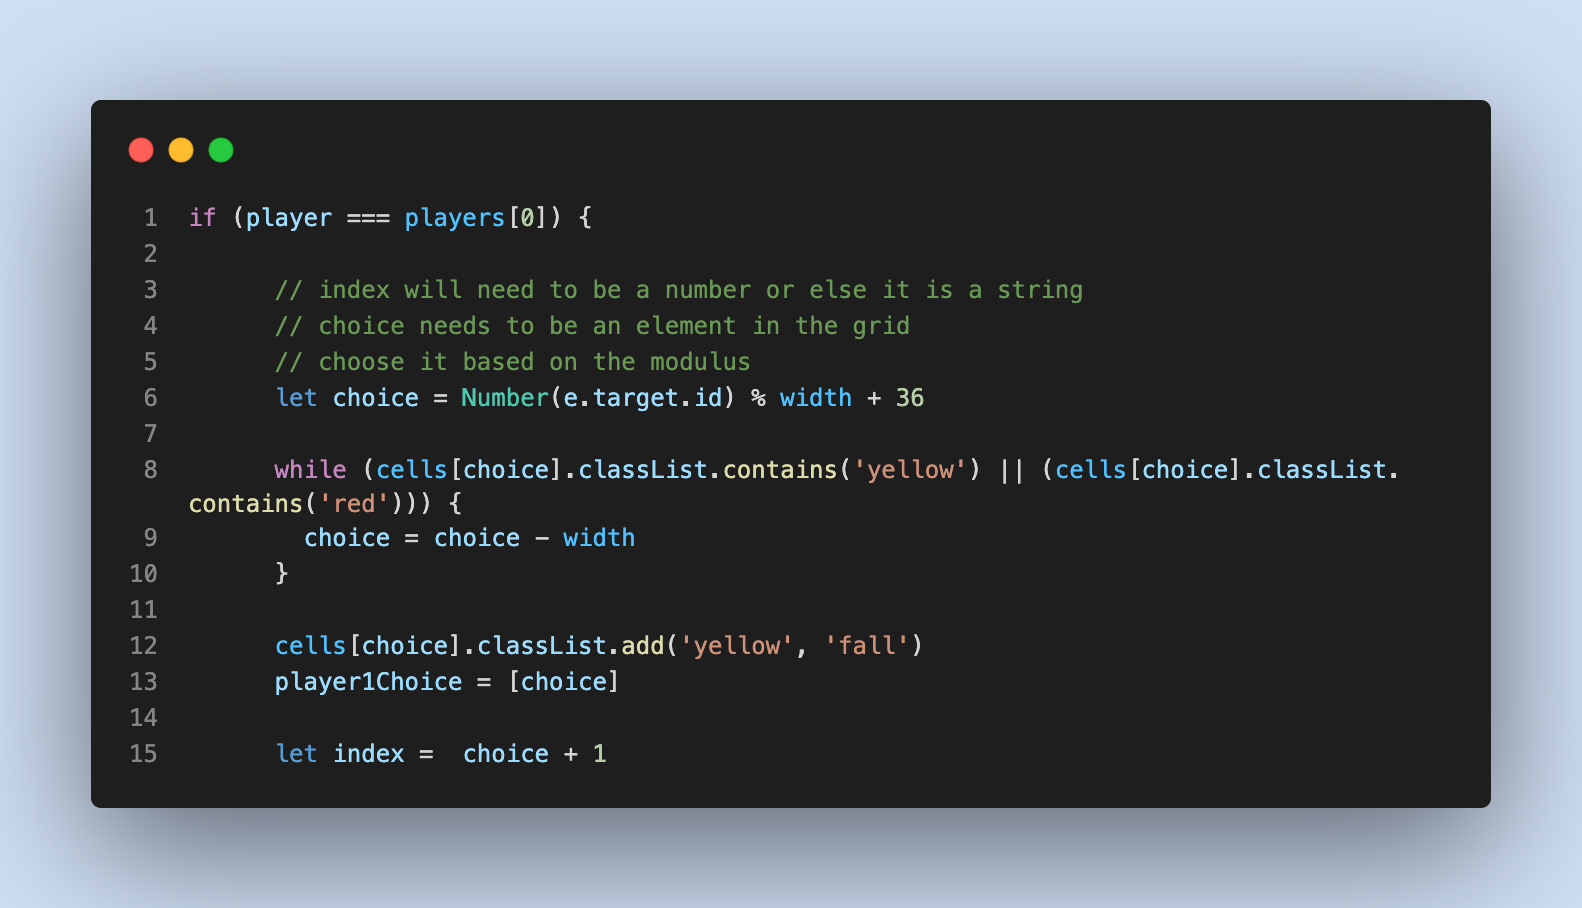 1 if (player === players[0]) {
2
3 // index will need to be a number or else it is a string
4 // choice needs to be an element in the grid
5 // choose it based on the modulus
6 let choice = Number(e.target.id) % width + 36
7
8 while (cells[choice].classList.contains('yellow') || (cells[choice].classList.
contains('red'))) {
9 choice = choice - width
10 }
11
12 cells[choice].classList.add('yellow', 'fall')
13 player1Choice = [choice]
14
15 let index =  choice + 1